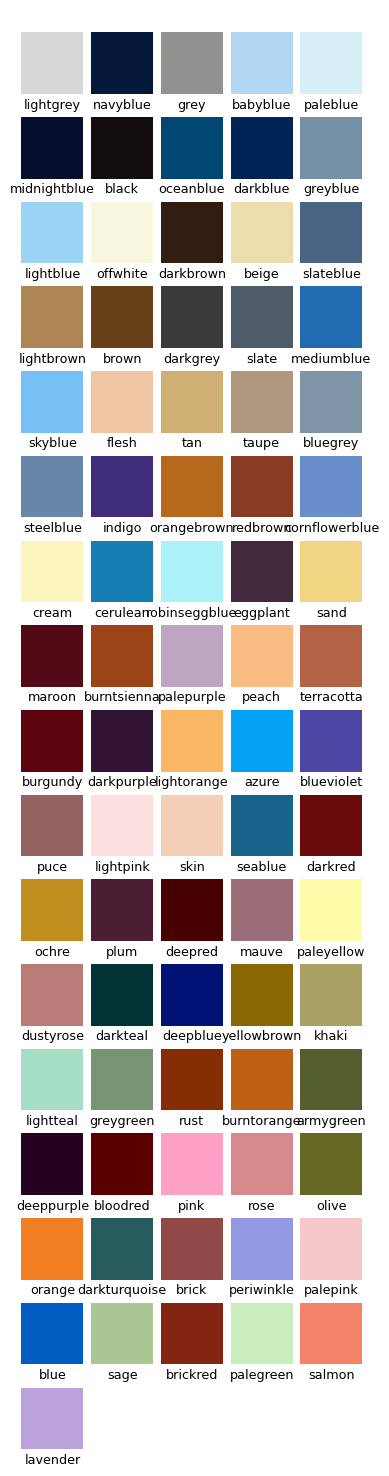 lightgrey navyblue grey babyblue paleblue
midnightblue black oceanblue darkblue greyblue
lightblue offwhite darkbrown beige slateblue
lightbrown brown darkgrey slate mediumblue
skyblue flesh tan taupe bluegrey
steelblue indigo orangebrown redbrown cornflowerblue
cream cerulean robinseggblue eggplant sand
maroon burntsienna palepurple peach terracotta
burgundy darkpurple lightorange azure blueviolet
puce lightpink skin seablue darkred
ochre plum deepred mauve paleyellow
dustyrose darkteal deepblue yellowbrown khaki
lightteal greygreen rust burntorange armygreen
deeppurple bloodred pink rose olive
orange darkturquoise brick periwinkle palepink
blue sage brickred palegreen salmon
lavender